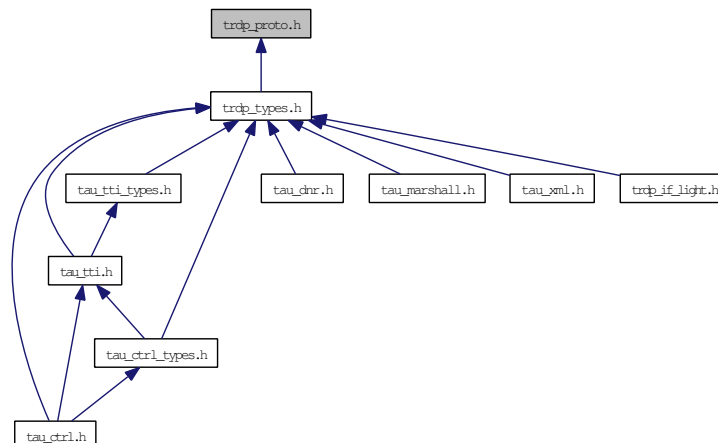 trdp_proto.h
trdp_types.h
tau_tti_types.h
tau_dnr.h
tau_marshall.h
tau_xml.h
trdp_if_light.h
tau_tti.h
tau_ctrl_types.h
tau_ctrl.h